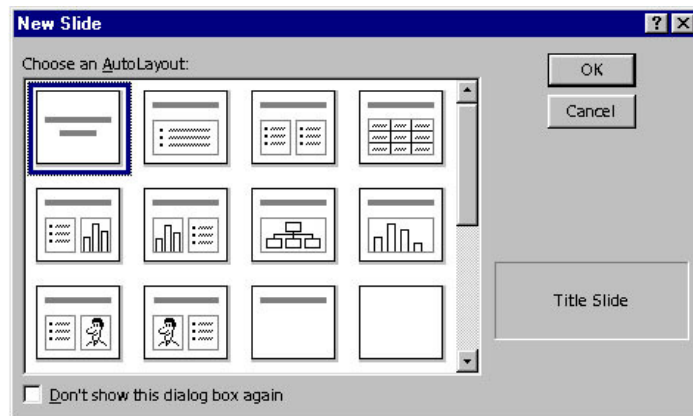 New Slide
Choose an AutoLayout:
OK
Cancel
Title Slide
Don't show this dialog box again